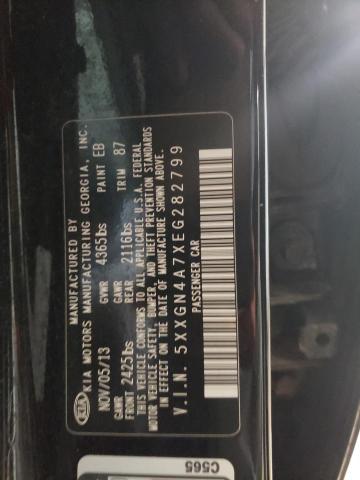 MANUFACTURED BY
KIA KIA MOTORS MANUFACTURING GEORGIA, INC.
NOV/05/13 GVWR 4365lbs PAINT EB
GAWR FRONT 2425lbs GAWR REAR 2116lbs TRIM 87
THIS VEHICLE CONFORMS TO ALL APPLICABLE U.S.A. FEDERAL
MOTOR VEHICLE SAFETY, BUMPER, AND THEFT PREVENTION STANDARDS
IN EFFECT ON THE DATE OF MANUFACTURE SHOWN ABOVE.
V.I.N. 5XXGN4A7XEG282799
PASSENGER CAR
C565